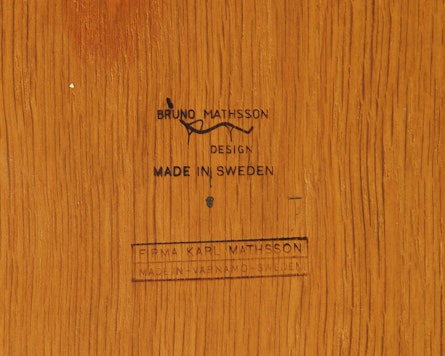 BRUNO MATHSSON
DESIGN
MADE IN SWEDEN
FIRMA KARL MATHSSON
MADE IN - VÄRNAMO - SWEDEN